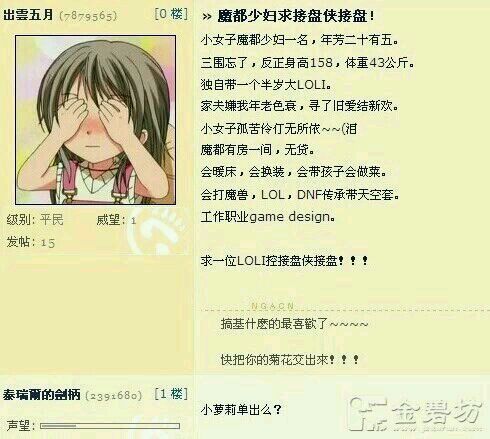 出雲五月 (7879565) [0 楼]
» 魔都少妇求接盘侠接盘!
小女子魔都少妇一名，年芳二十有五。
三围忘了，反正身高158，体重43公斤。
独自带一个半岁大LOLI。
家夫嫌我年老色衰，寻了旧爱结新欢。
小女子孤苦伶仃无所依~~(泪
魔都有房一间，无贷。
会暖床，会换装，会带孩子会做菜。
会打魔兽，LOL，DNF传承带天空套。
工作职业game design。
级别: 平民 威望: 1
发帖: 15
求一位LOLI控接盘侠接盘!!!
NGACN
搞基什麽的最喜歡了~~~~
快把你的菊花交出來!!!
泰瑞爾的劍柄 (2391680) [1 楼]
声望:
小萝莉单出么?
金碧坊